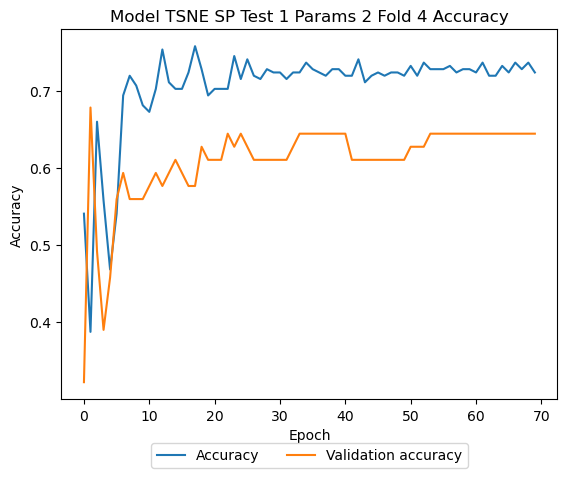 Model TSNE SP Test 1 Params 2 Fold 4 Accuracy
Accuracy
0.7
0.6
0.5
0.4
0 10 20 30 40 50 60 70
Epoch
Accuracy Validation accuracy